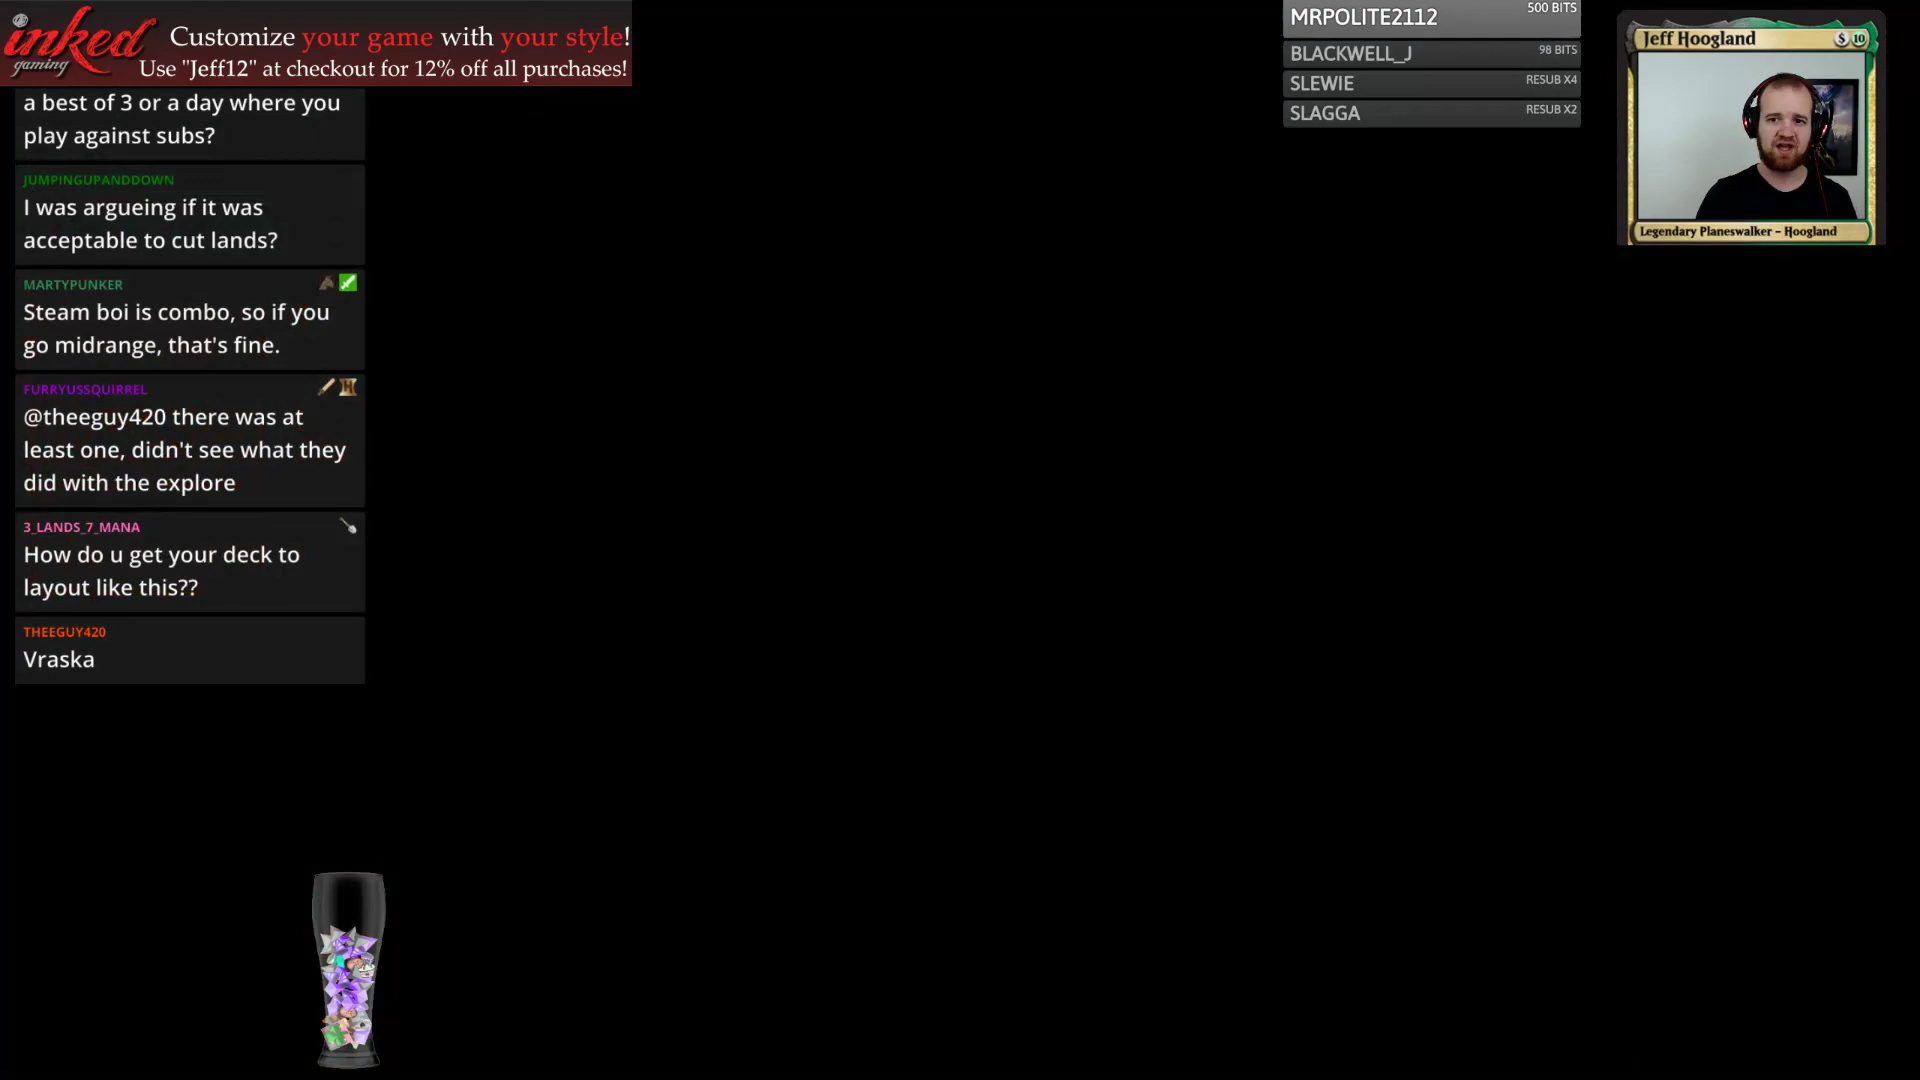 inked
gaming
Customize your game with your style!
Use "Jeff12" at checkout for 12% off all purchases!
a best of 3 or a day where you
play against subs?
JUMPINGUPANDDOWN
I was argueing if it was
acceptable to cut lands?
MARTYPUNKER
Steam boi is combo, so if you
go midrange, that's fine.
FURRYUSSQUIRREL
@theeguy420 there was at
least one, didn't see what they
did with the explore
3_LANDS_7_MANA
How do u get your deck to
layout like this??
THEEGUY420
Vraska
MRPOLITE2112 500 BITS
BLACKWELL_J 98 BITS
SLEWIE RESUB X4
SLAGGA RESUB X2
Jeff Hoogland $ 10
Legendary Planeswalker - Hoogland